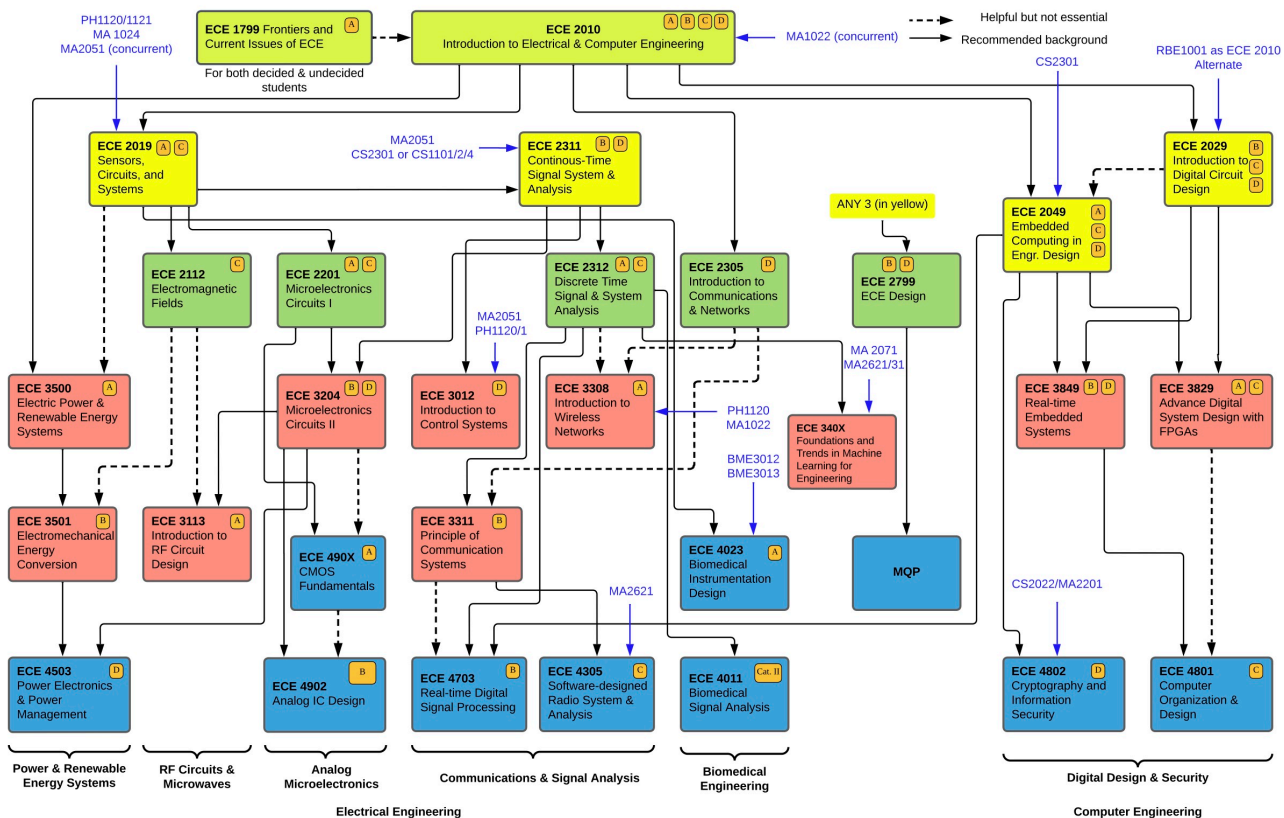 PH1120/1121
MA 1024
MA2051 (concurrent)
ECE 1799 Frontiers and
Current Issues of ECE
A
For both decided & undecided
students
ECE 2010
Introduction to Electrical & Computer Engineering
A B C D
MA1022 (concurrent)
Helpful but not essential
Recommended background
CS2301
RBE1001 as ECE 2010
Alternate
ECE 2019
Sensors,
Circuits, and
Systems
A C
MA2051
CS2301 or CS1101/2/4
ECE 2311
Continous-Time
Signal System &
Analysis
B D
ECE 2029
Introduction to
Digital Circuit
Design
B
C
D
ANY 3 (in yellow)
ECE 2049
Embedded
Computing in
Engr. Design
A
C
D
ECE 2112
Electromagnetic
Fields
C
ECE 2201
Microelectronics
Circuits I
A C
ECE 2312
Discrete Time
Signal & System
Analysis
A C
ECE 2305
Introduction to
Communications
& Networks
D
B D
ECE 2799
ECE Design
MA2051
PH1120/1
MA 2071
MA2621/31
ECE 3500
Electric Power &
Renewable Energy
Systems
A
ECE 3204
Microelectronics
Circuits II
B D
ECE 3012
Introduction to
Control Systems
D
ECE 3308
Introduction to
Wireless
Networks
A
PH1120
MA1022
ECE 340X
Foundations and
Trends in Machine
Learning for
Engineering
ECE 3849
Real-time
Embedded
Systems
B D
ECE 3829
Advance Digital
System Design with
FPGAs
A C
BME3012
BME3013
ECE 3501
Electromechanical
Energy
Conversion
B
ECE 3113
Introduction to
RF Circuit
Design
A
ECE 490X
CMOS
Fundamentals
A
ECE 3311
Principle of
Communication
Systems
B
ECE 4023
Biomedical
Instrumentation
Design
A
MQP
MA2621
CS2022/MA2201
ECE 4503
Power Electronics
& Power
Management
D
ECE 4902
Analog IC Design
B
ECE 4703
Real-time Digital
Signal Processing
B
ECE 4305
Software-designed
Radio System &
Analysis
C
ECE 4011
Biomedical
Signal Analysis
Cat. II
ECE 4802
Cryptography and
Information
Security
D
ECE 4801
Computer
Organization &
Design
C
Power & Renewable
Energy Systems
RF Circuits &
Microwaves
Analog
Microelectronics
Communications & Signal Analysis
Biomedical
Engineering
Digital Design & Security
Electrical Engineering
Computer Engineering